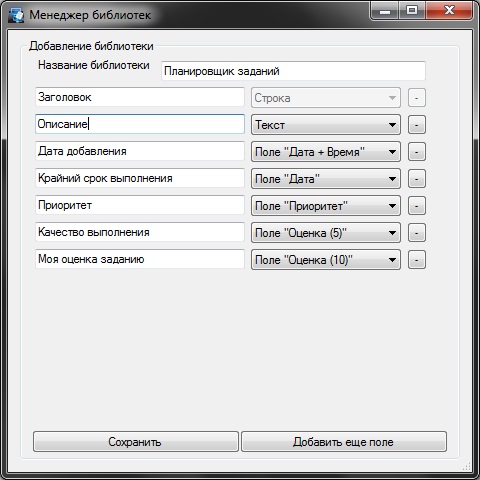 Менеджер библиотек
Добавление библиотеки
Название библиотеки Планировщик заданий
Заголовок Строка -
Описание Текст -
Дата добавления Поле "Дата + Время" -
Крайний срок выполнения Поле "Дата" -
Приоритет Поле "Приоритет" -
Качество выполнения Поле "Оценка (5)" -
Моя оценка заданию Поле "Оценка (10)" -
Сохранить Добавить еще поле